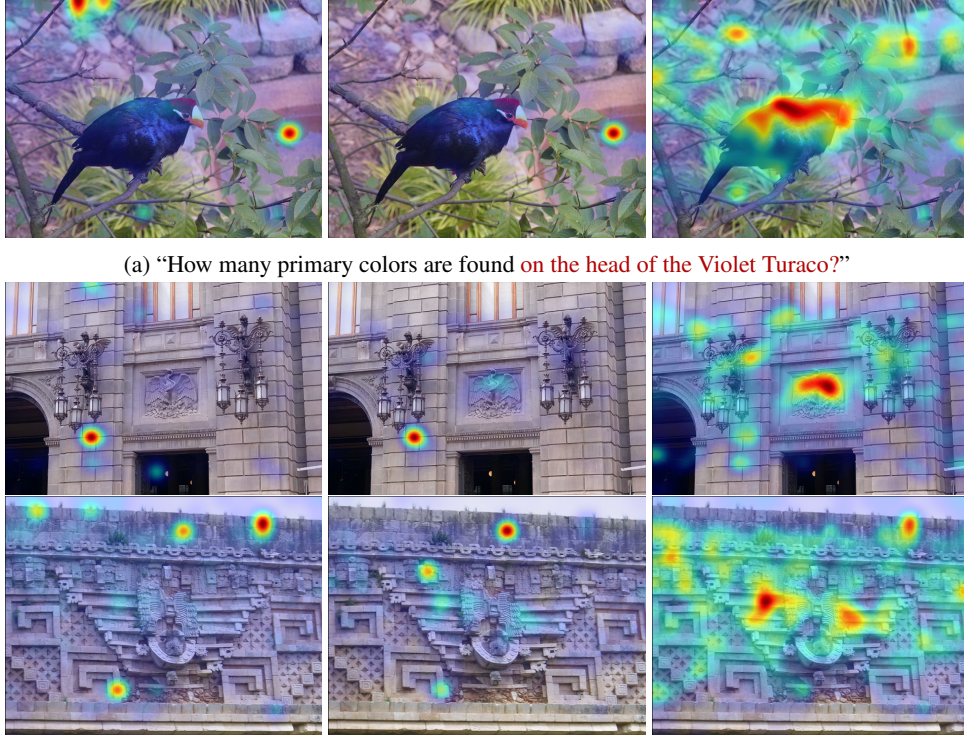 (a) “How many primary colors are found on the head of the Violet Turaco?”